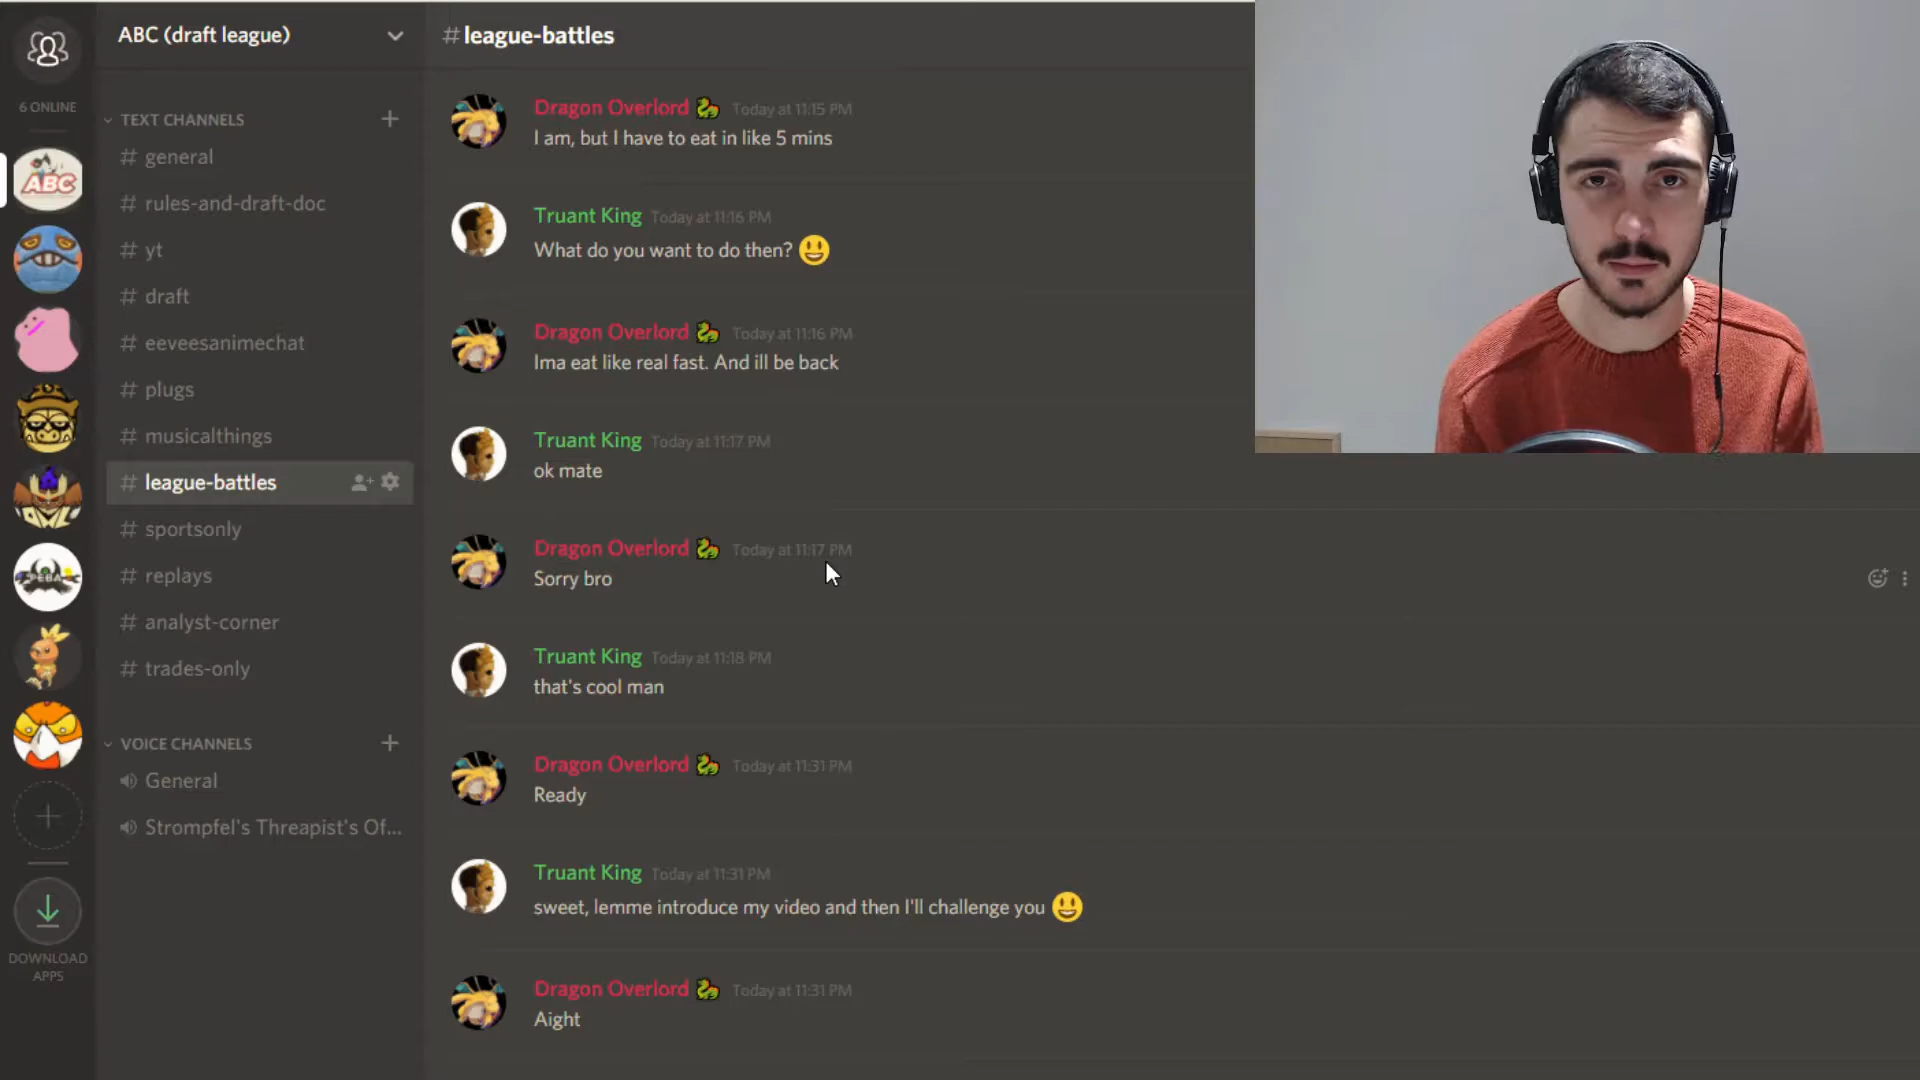 6 ONLINE
ABC
PEBA
DOWNLOAD
APPS
ABC (draft league)
TEXT CHANNELS
# general
# rules-and-draft-doc
# yt
# draft
# eeveesanimechat
# plugs
# musicalthings
# league-battles
# sportsonly
# replays
# analyst-corner
# trades-only
VOICE CHANNELS
General
Strompfel's Threapist's Of...
# league-battles
Dragon Overlord 🐉 Today at 11:15 PM
I am, but I have to eat in like 5 mins
Truant King Today at 11:16 PM
What do you want to do then? 😃
Dragon Overlord 🐉 Today at 11:16 PM
Ima eat like real fast. And ill be back
Truant King Today at 11:17 PM
ok mate
Dragon Overlord 🐉 Today at 11:17 PM
Sorry bro
Truant King Today at 11:18 PM
that's cool man
Dragon Overlord 🐉 Today at 11:31 PM
Ready
Truant King Today at 11:31 PM
sweet, lemme introduce my video and then I'll challenge you 😃
Dragon Overlord 🐉 Today at 11:31 PM
Aight